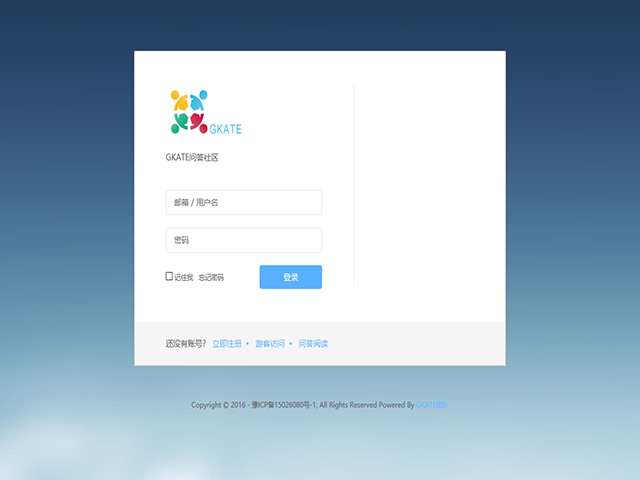 GKATE
GKATE问答社区
邮箱 / 用户名
密码
记住我 忘记密码
登录
还没有账号? 立即注册 • 游客访问 • 问答阅读
Copyright © 2016 - 豫ICP备15026080号-1, All Rights Reserved Powered By GKATE